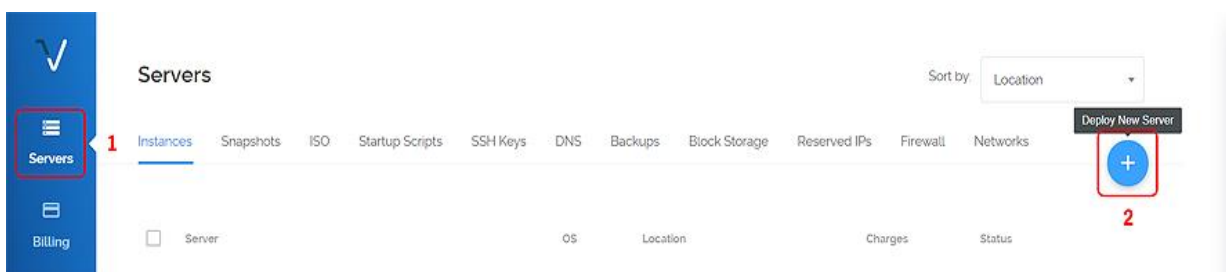 Servers
Sort by:
Location
Deploy New Server
Servers
1
Instances Snapshots ISO Startup Scripts SSH Keys DNS Backups Block Storage Reserved IPs Firewall Networks
+
2
Billing
Server OS Location Charges Status